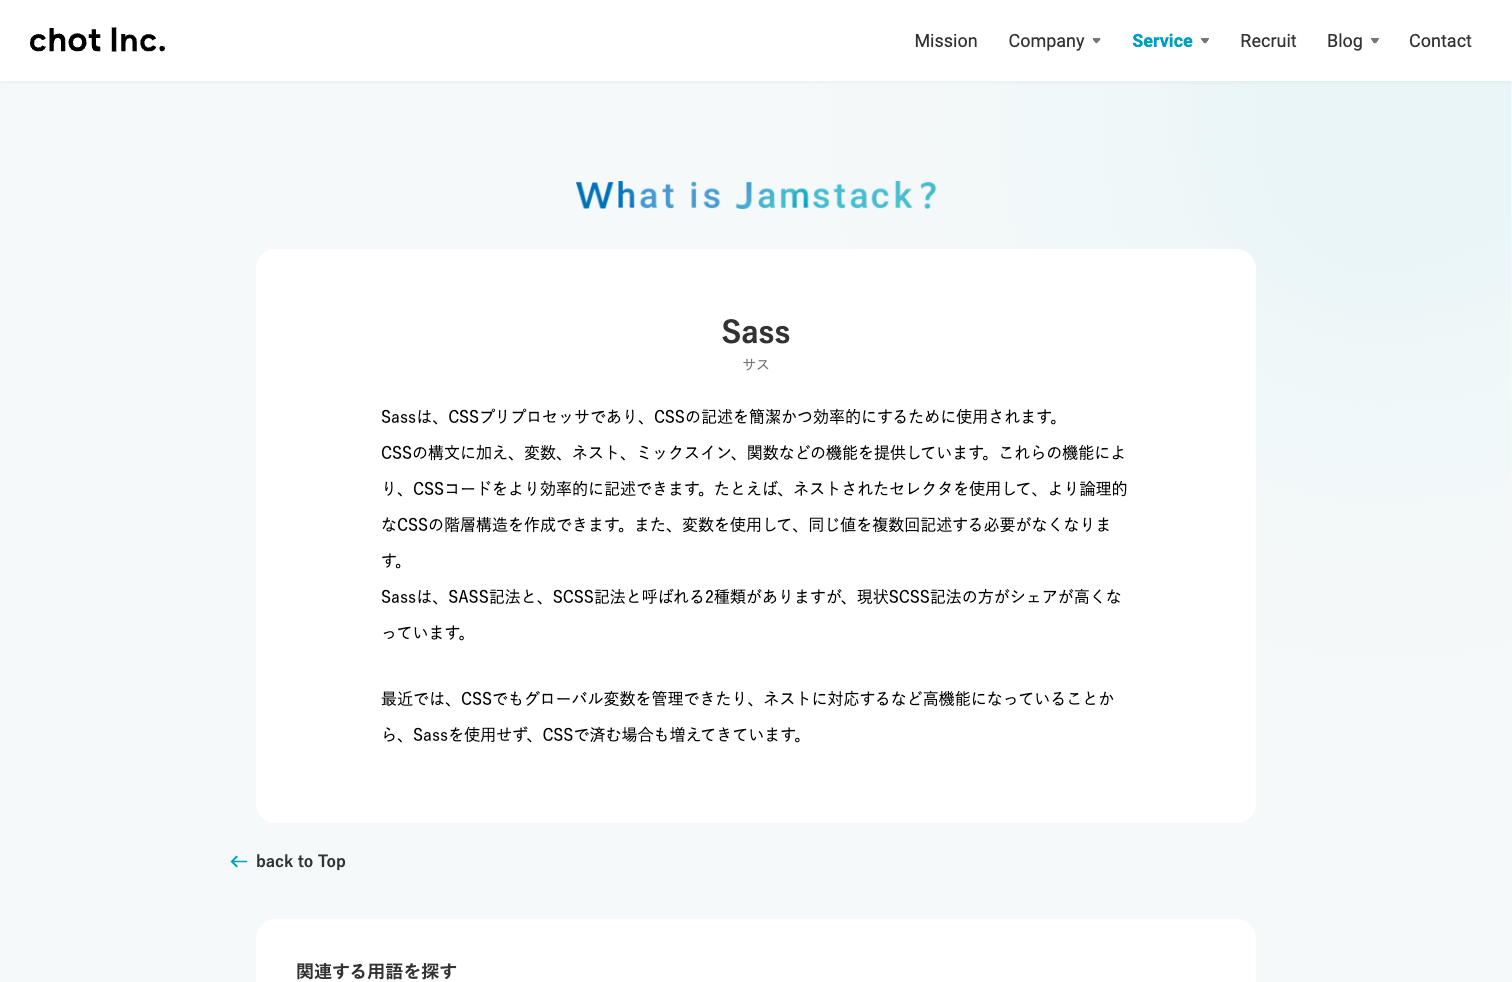 chot Inc.
Mission Company Service Recruit Blog Contact
What is Jamstack?
Sass
サス
Sassは、CSSプリプロセッサであり、CSSの記述を簡潔かつ効率的にするために使用されます。
CSSの構文に加え、変数、ネスト、ミックスイン、関数などの機能を提供しています。これらの機能によ
り、CSSコードをより効率的に記述できます。たとえば、ネストされたセレクタを使用して、より論理的
なCSSの階層構造を作成できます。また、変数を使用して、同じ値を複数回記述する必要がなくなりま
す。
Sassは、SASS記法と、SCSS記法と呼ばれる2種類がありますが、現状SCSS記法の方がシェアが高くな
っています。
最近では、CSSでもグローバル変数を管理できたり、ネストに対応するなど高機能になっていることか
ら、Sassを使用せず、CSSで済む場合も増えてきています。
back to Top
関連する用語を探す